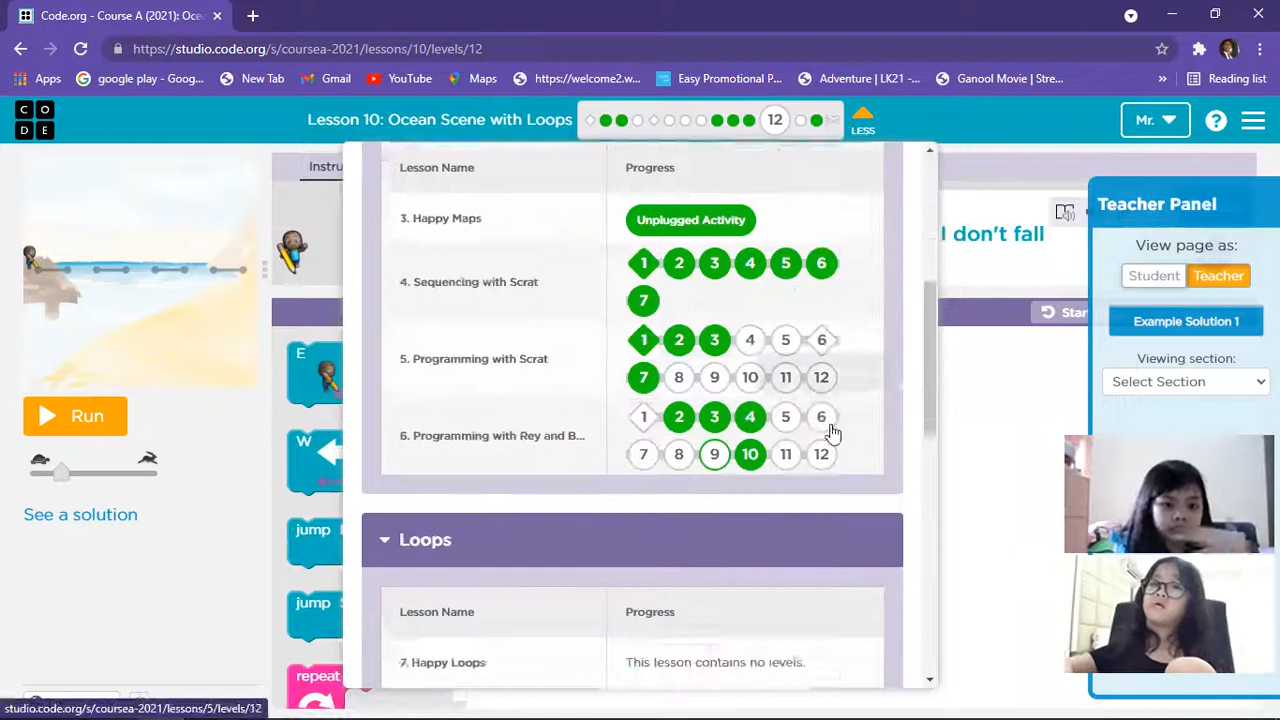 Code.org - Course A (2021): Oce
https://studio.code.org/s/coursea-2021/lessons/10/levels/12
Apps
google play - Goog...
New Tab
Gmail
YouTube
Maps
https://welcome2.w...
Easy Promotional P...
Adventure | LK21 -...
Ganool Movie | Stre...
»
Reading list
C O
D E
Lesson 10: Ocean Scene with Loops
12
LESS
Mr.
?
Instru
Lesson Name
Progress
3. Happy Maps
Unplugged Activity
4. Sequencing with Scrat
1 2 3 4 5 6
7
5. Programming with Scrat
1 2 3 4 5 6
7 8 9 10 11 12
6. Programming with Rey and B...
1 2 3 4 5 6
7 8 9 10 11 12
Loops
Lesson Name
Progress
7. Happy Loops
This lesson contains no levels.
I don't fall
Start
Teacher Panel
View page as:
Student
Teacher
Example Solution 1
Viewing section:
Select Section
Run
See a solution
E
W
jump
jump
repeat
studio.code.org/s/coursea-2021/lessons/5/levels/12